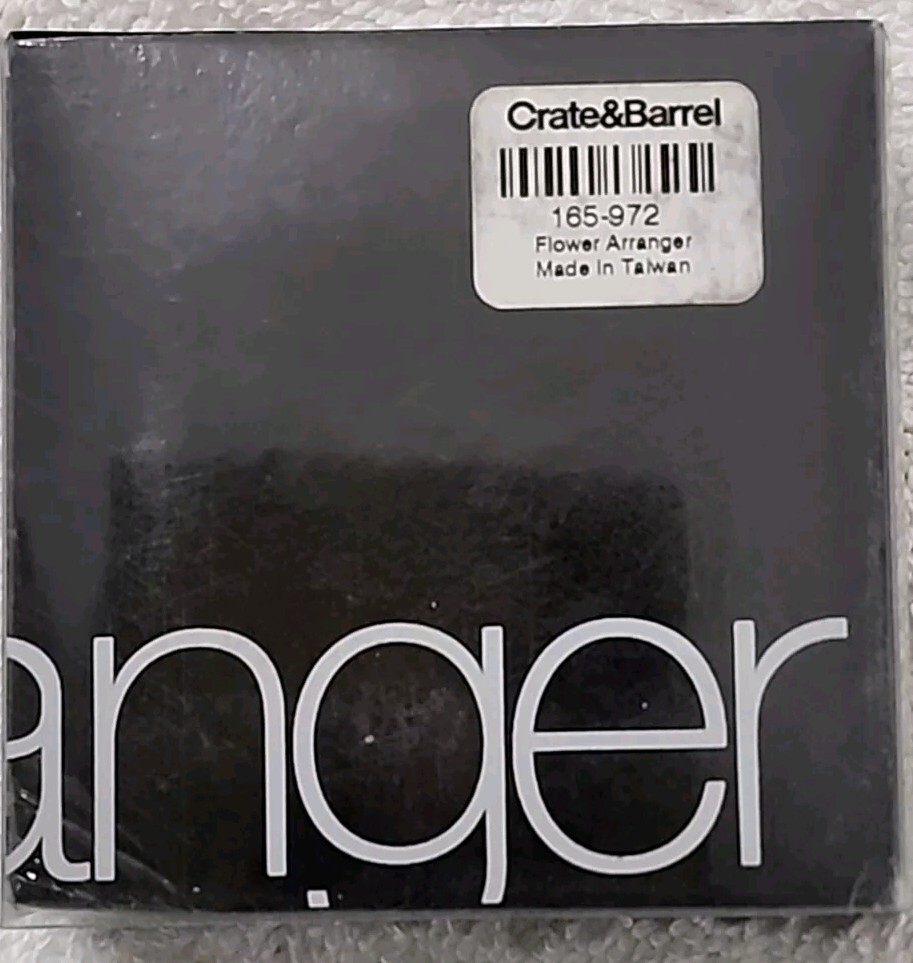 Crate&Barrel
165-972
Flower Arranger
Made In Taiwan
anger